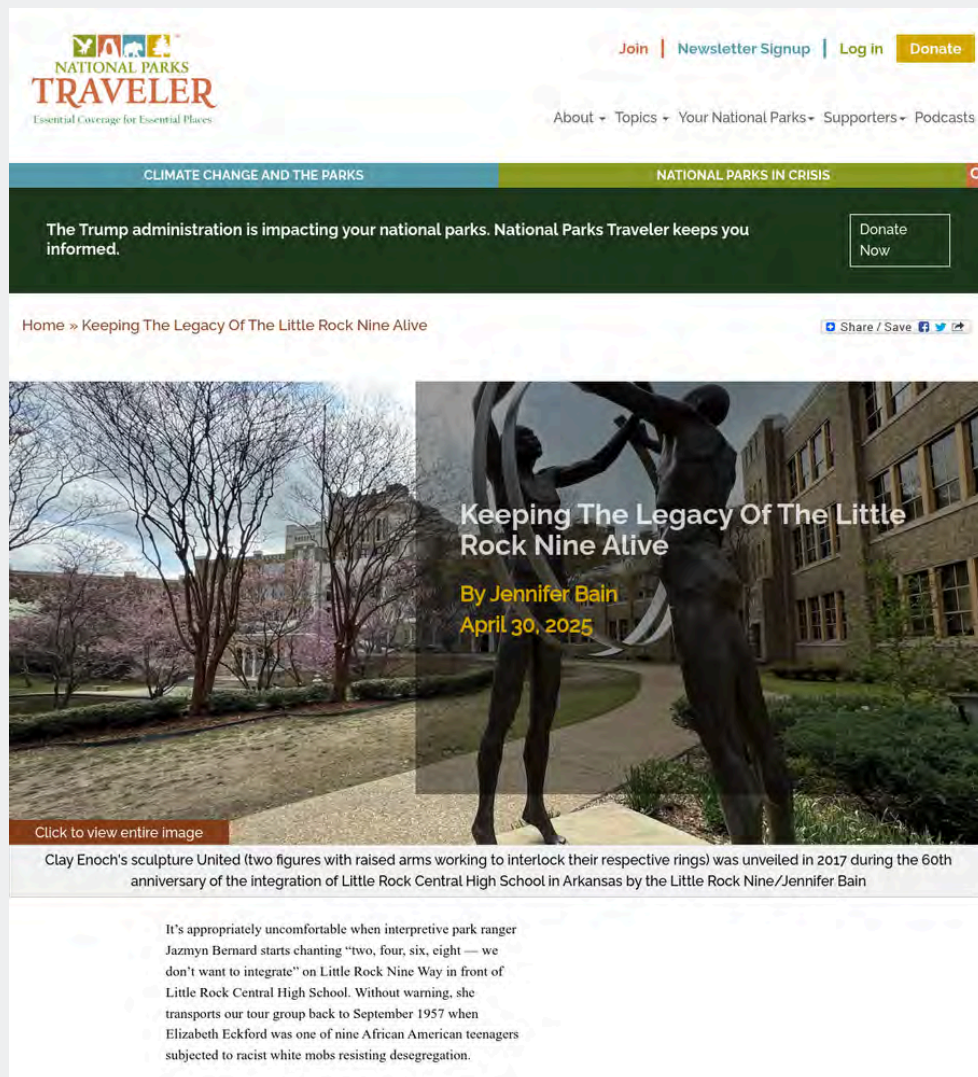 NATIONAL PARKS
TRAVELER
Essential Coverage for Essential Places
Join | Newsletter Signup | Log in Donate
About Topics Your National Parks Supporters Podcasts
CLIMATE CHANGE AND THE PARKS NATIONAL PARKS IN CRISIS
The Trump administration is impacting your national parks. National Parks Traveler keeps you
informed.
Donate
Now
Home » Keeping The Legacy Of The Little Rock Nine Alive
Share / Save
Keeping The Legacy Of The Little
Rock Nine Alive
By Jennifer Bain
April 30, 2025
Click to view entire image
Clay Enoch's sculpture United (two figures with raised arms working to interlock their respective rings) was unveiled in 2017 during the 60th
anniversary of the integration of Little Rock Central High School in Arkansas by the Little Rock Nine/Jennifer Bain
It's appropriately uncomfortable when interpretive park ranger
Jazmyn Bernard starts chanting “two, four, six, eight — we
don't want to integrate” on Little Rock Nine Way in front of
Little Rock Central High School. Without warning, she
transports our tour group back to September 1957 when
Elizabeth Eckford was one of nine African American teenagers
subjected to racist white mobs resisting desegregation.